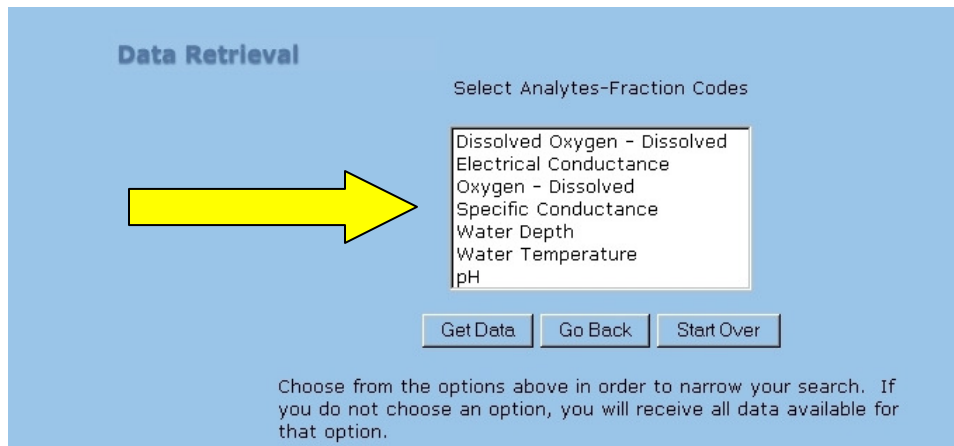 Data Retrieval
Select Analytes-Fraction Codes
Dissolved Oxygen - Dissolved
Electrical Conductance
Oxygen - Dissolved
Specific Conductance
Water Depth
Water Temperature
pH
Get Data Go Back Start Over
Choose from the options above in order to narrow your search. If
you do not choose an option, you will receive all data available for
that option.